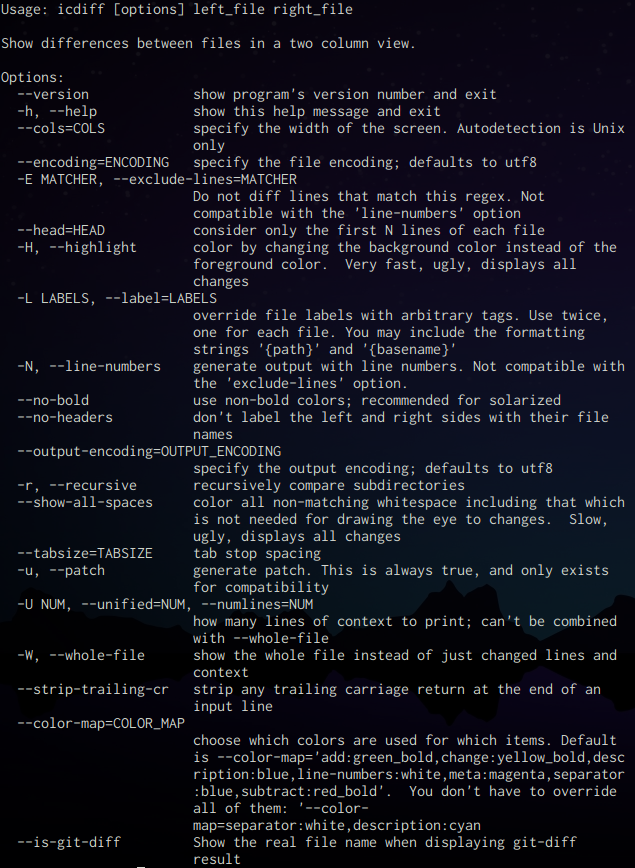 Usage: icdiff [options] left_file right_file

Show differences between files in a two column view.

Options:
  --version             show program's version number and exit
  -h, --help            show this help message and exit
  --cols=COLS           specify the width of the screen. Autodetection is Unix
                        only
  --encoding=ENCODING   specify the file encoding; defaults to utf8
  -E MATCHER, --exclude-lines=MATCHER
                        Do not diff lines that match this regex. Not
                        compatible with the 'line-numbers' option
  --head=HEAD           consider only the first N lines of each file
  -H, --highlight       color by changing the background color instead of the
                        foreground color.  Very fast, ugly, displays all
                        changes
  -L LABELS, --label=LABELS
                        override file labels with arbitrary tags. Use twice,
                        one for each file. You may include the formatting
                        strings '{path}' and '{basename}'
  -N, --line-numbers    generate output with line numbers. Not compatible with
                        the 'exclude-lines' option.
  --no-bold             use non-bold colors; recommended for solarized
  --no-headers          don't label the left and right sides with their file
                        names
  --output-encoding=OUTPUT_ENCODING
                        specify the output encoding; defaults to utf8
  -r, --recursive       recursively compare subdirectories
  --show-all-spaces     color all non-matching whitespace including that which
                        is not needed for drawing the eye to changes.  Slow,
                        ugly, displays all changes
  --tabsize=TABSIZE     tab stop spacing
  -u, --patch           generate patch. This is always true, and only exists
                        for compatibility
  -U NUM, --unified=NUM, --numlines=NUM
                        how many lines of context to print; can't be combined
                        with --whole-file
  -W, --whole-file      show the whole file instead of just changed lines and
                        context
  --strip-trailing-cr   strip any trailing carriage return at the end of an
                        input line
  --color-map=COLOR_MAP
                        choose which colors are used for which items. Default
                        is --color-map='add:green_bold,change:yellow_bold,desc
                        ription:blue,line-numbers:white,meta:magenta,separator
                        :blue,subtract:red_bold'.  You don't have to override
                        all of them: '--color-
                        map=separator:white,description:cyan
  --is-git-diff         Show the real file name when displaying git-diff
                        result